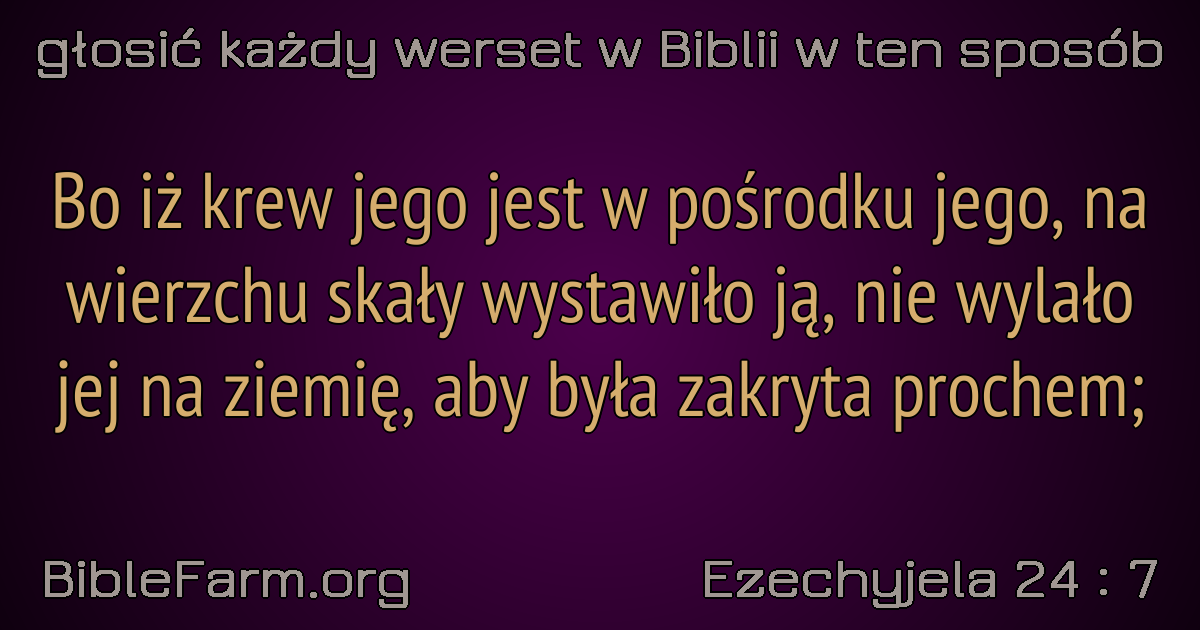 głosić każdy werset w Biblii w ten sposób
Bo iż krew jego jest w pośrodku jego, na
wierzchu skały wystawiło ją, nie wylało
jej na ziemię, aby była zakryta prochem;
BibleFarm.org
Ezechyjela 24 : 7